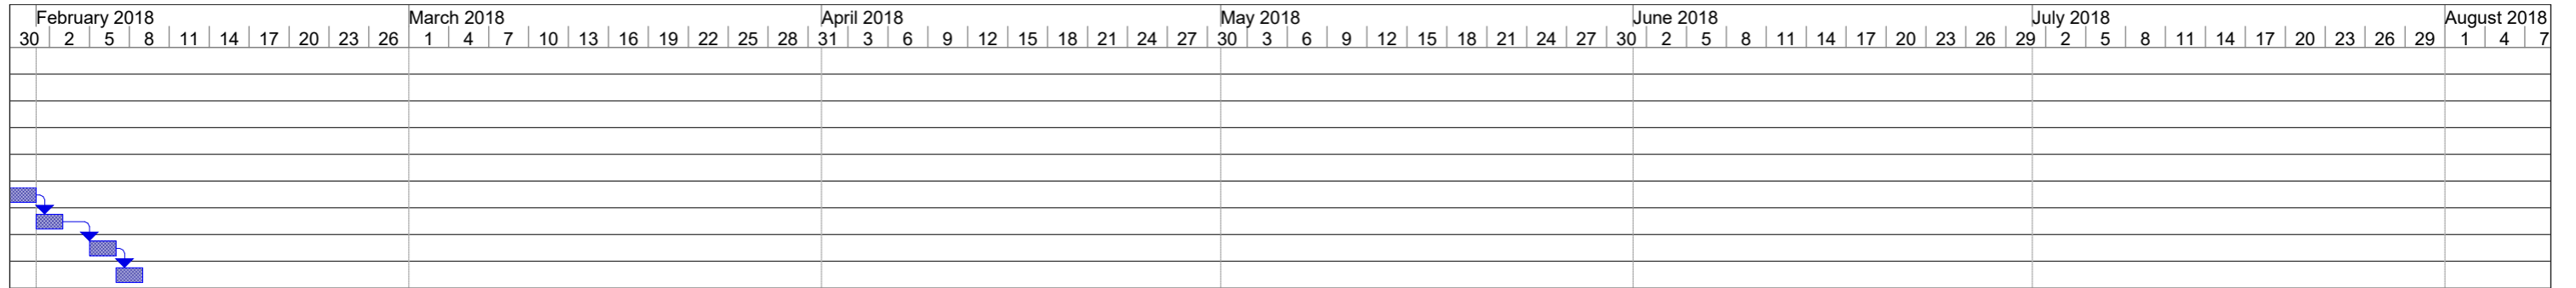 February 2018 March 2018 April 2018 May 2018 June 2018 July 2018 August 2018
30 2 5 8 11 14 17 20 23 26 1 4 7 10 13 16 19 22 25 28 31 3 6 9 12 15 18 21 24 27 30 3 6 9 12 15 18 21 24 27 30 2 5 8 11 14 17 20 23 26 29 2 5 8 11 14 17 20 23 26 29 1 4 7